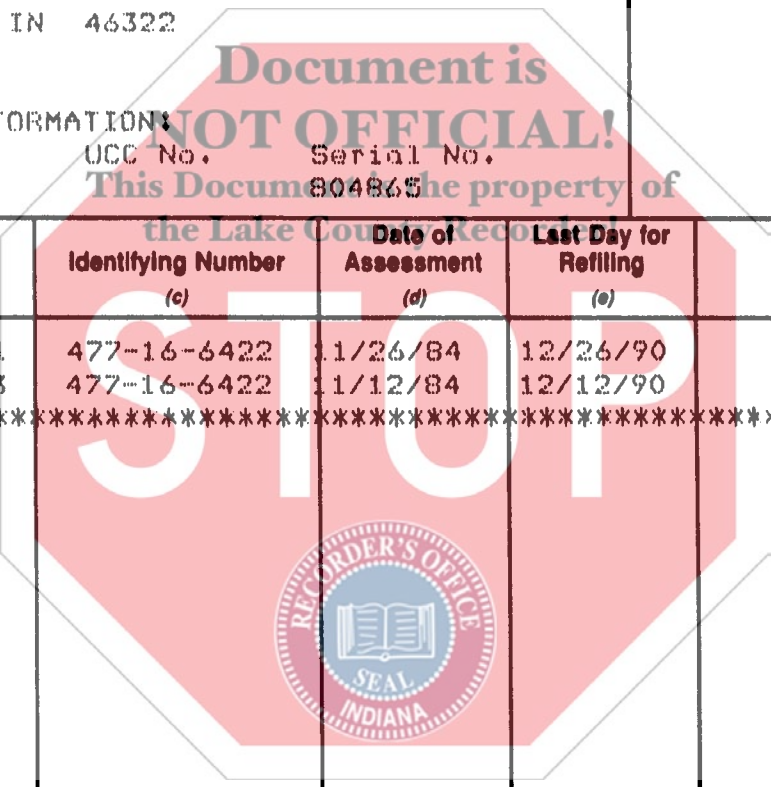 IN 46322
Document is
NOT OFFICIAL!
FORMATION:
UCC No. Serial No.
804865
This Document is the property of
the Lake County Recorder!
Identifying Number
(c)
Date of
Assessment
(d)
Last Day for
Refiling
(e)
477-16-6422 11/26/84 12/26/90
477-16-6422 11/12/84 12/12/90
STOP
RECORDER'S OFFICE
SEAL
INDIANA